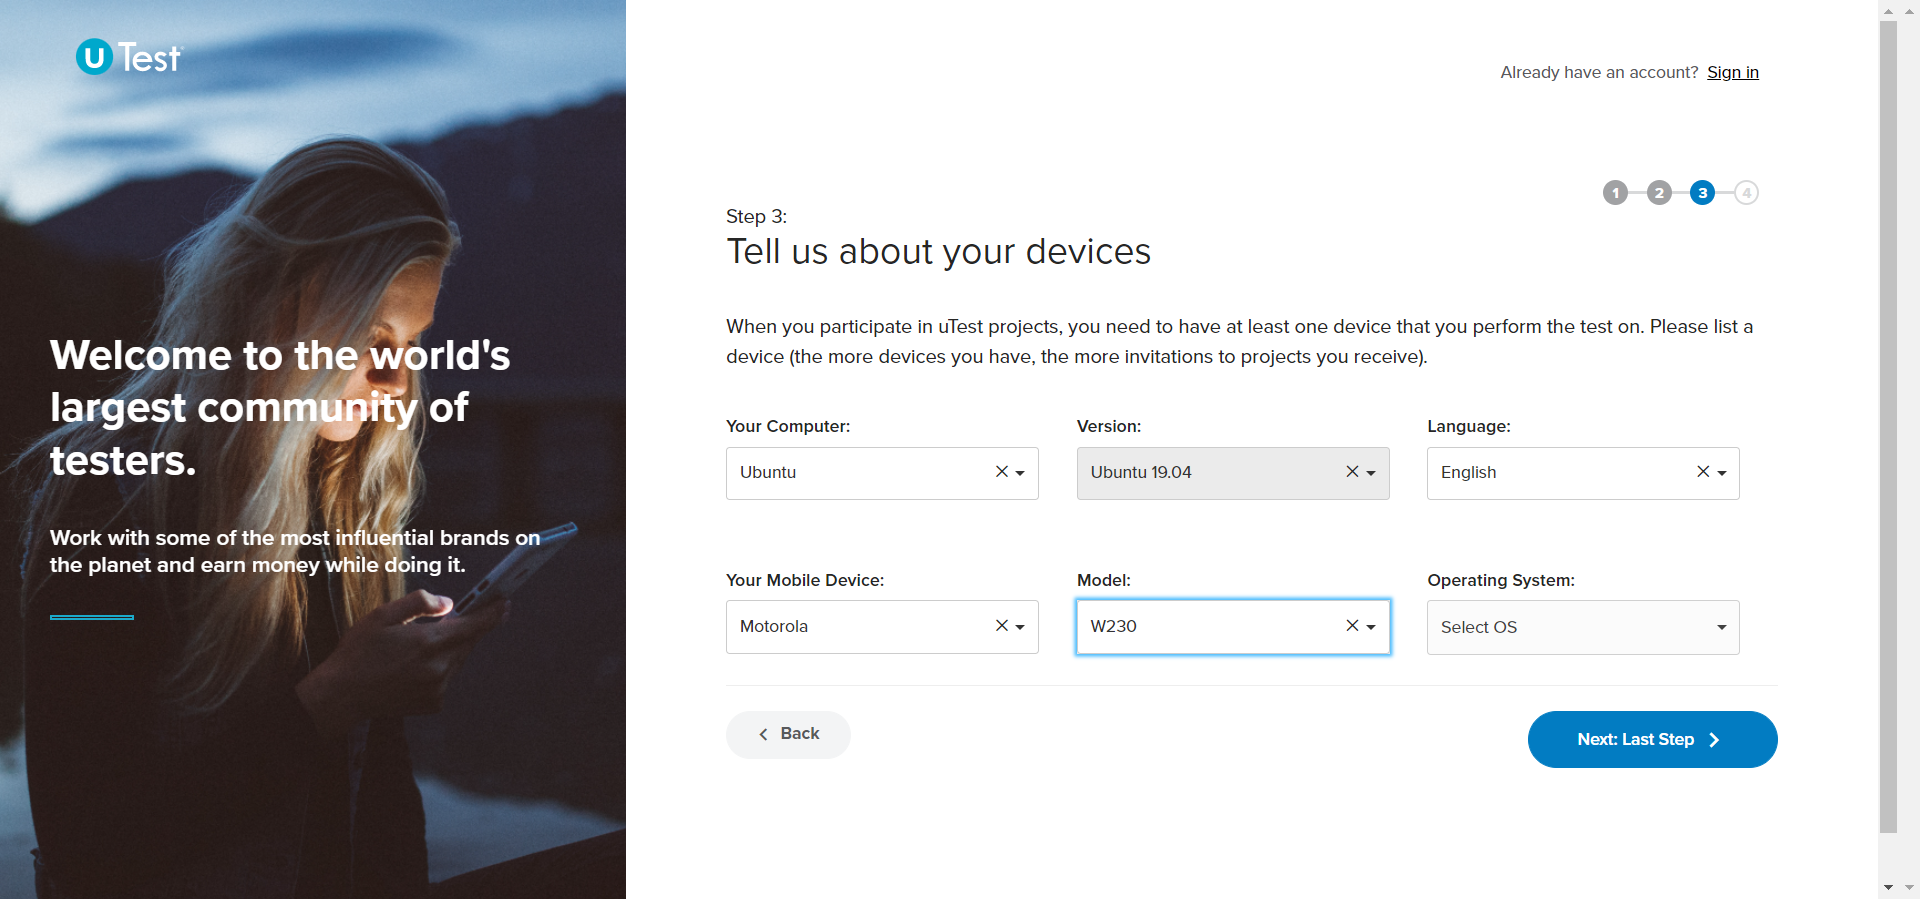 U Test
Already have an account? Sign in
1 2 3 4
Step 3:
Tell us about your devices
When you participate in uTest projects, you need to have at least one device that you perform the test on. Please list a
device (the more devices you have, the more invitations to projects you receive).
Welcome to the world's
largest community of
testers.
Work with some of the most influential brands on
the planet and earn money while doing it.
Your Computer: Version: Language:
Ubuntu Ubuntu 19.04 English
Your Mobile Device: Model: Operating System:
Motorola W230 Select OS
Back Next: Last Step